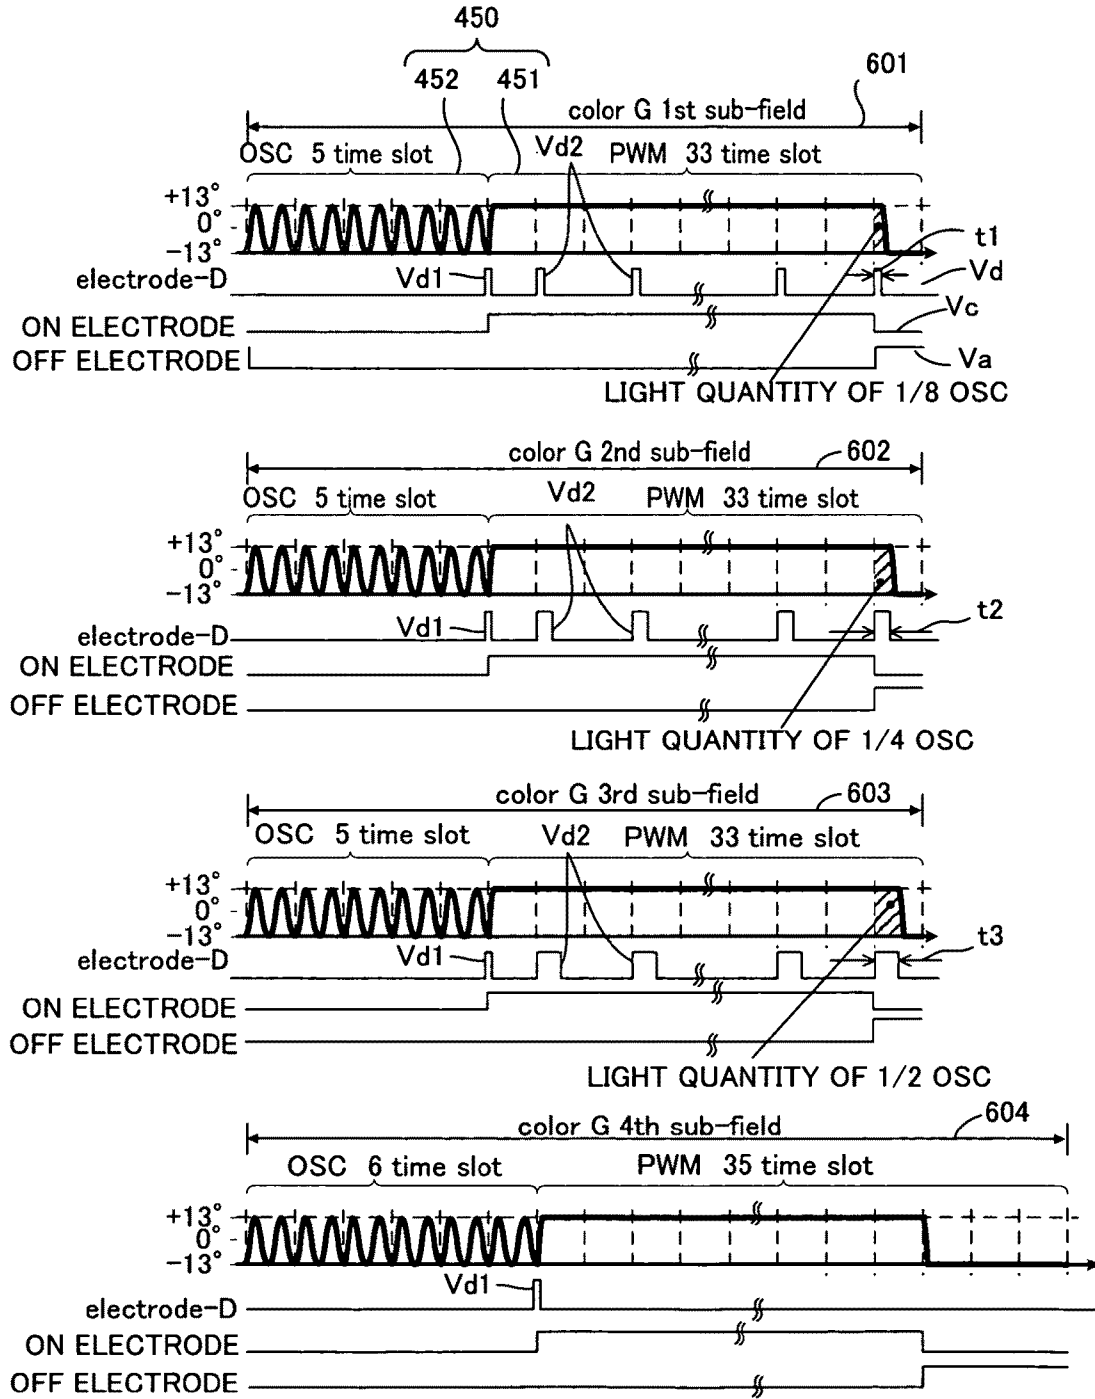 450
452 451
601
color G 1st sub-field
OSC 5 time slot Vd2 PWM 33 time slot
+13°
0°
-13°
t1
electrode-D Vd1 Vd
Vc
ON ELECTRODE
OFF ELECTRODE Va
LIGHT QUANTITY OF 1/8 OSC
color G 2nd sub-field 602
OSC 5 time slot Vd2 PWM 33 time slot
+13°
0°
-13°
electrode-D Vd1 t2
ON ELECTRODE
OFF ELECTRODE
LIGHT QUANTITY OF 1/4 OSC
color G 3rd sub-field 603
OSC 5 time slot Vd2 PWM 33 time slot
+13°
0°
-13°
electrode-D Vd1 t3
ON ELECTRODE
OFF ELECTRODE
LIGHT QUANTITY OF 1/2 OSC
color G 4th sub-field 604
OSC 6 time slot PWM 35 time slot
+13°
0°
-13°
Vd1
electrode-D
ON ELECTRODE
OFF ELECTRODE